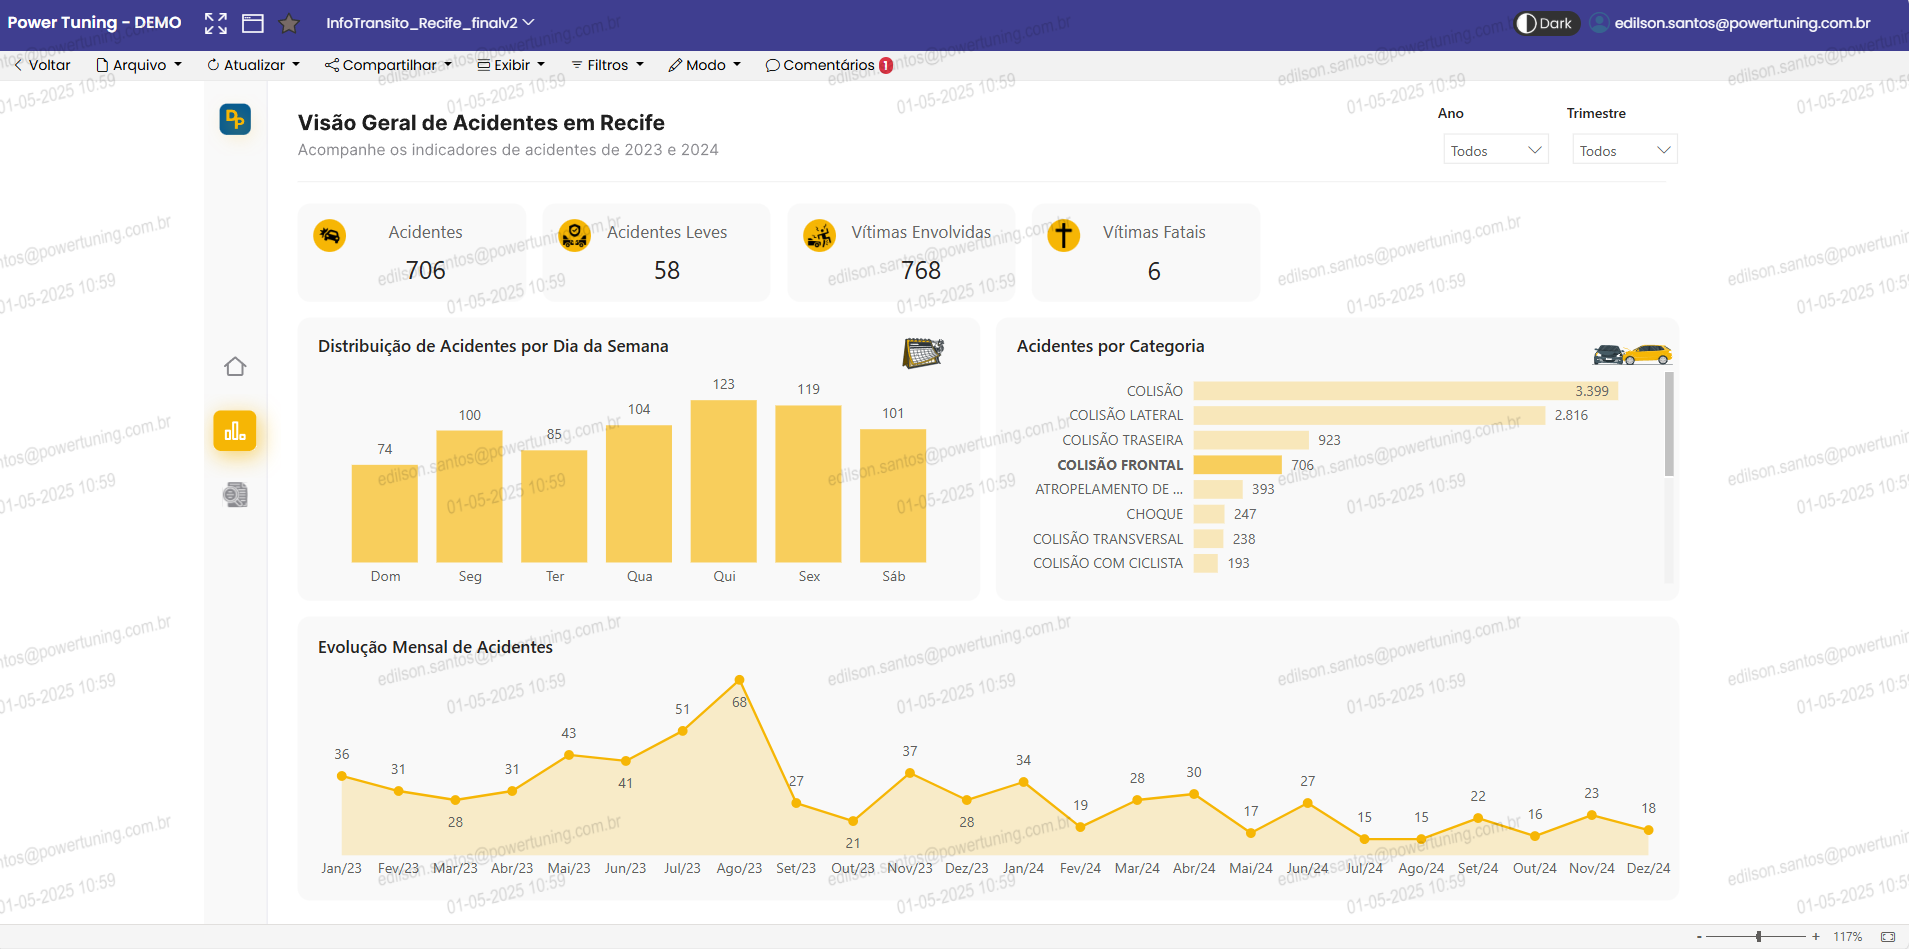 Power Tuning - DEMO
InfoTransito_Recife_finalv2
Dark
edilson.santos@powertuning.com.br
Voltar
Arquivo
Atualizar
Compartilhar
Exibir
Filtros
Modo
Comentários 1
DP
Visão Geral de Acidentes em Recife
Acompanhe os indicadores de acidentes de 2023 e 2024
Ano
Trimestre
Todos
Todos
Acidentes
706
Acidentes Leves
58
Vítimas Envolvidas
768
Vítimas Fatais
6
Distribuição de Acidentes por Dia da Semana
74
100
85
104
123
119
101
Dom
Seg
Ter
Qua
Qui
Sex
Sáb
Acidentes por Categoria
COLISÃO 3.399
COLISÃO LATERAL 2.816
COLISÃO TRASEIRA 923
COLISÃO FRONTAL 706
ATROPELAMENTO DE ... 393
CHOQUE 247
COLISÃO TRANSVERSAL 238
COLISÃO COM CICLISTA 193
Evolução Mensal de Acidentes
36
31
28
31
43
41
51
68
27
21
37
28
34
19
28
30
17
27
15
15
22
16
23
18
Jan/23
Fev/23
Mar/23
Abr/23
Mai/23
Jun/23
Jul/23
Ago/23
Set/23
Out/23
Nov/23
Dez/23
Jan/24
Fev/24
Mar/24
Abr/24
Mai/24
Jun/24
Jul/24
Ago/24
Set/24
Out/24
Nov/24
Dez/24
edilson.santos@powertuning.com.br
01-05-2025 10:59
- + 117%